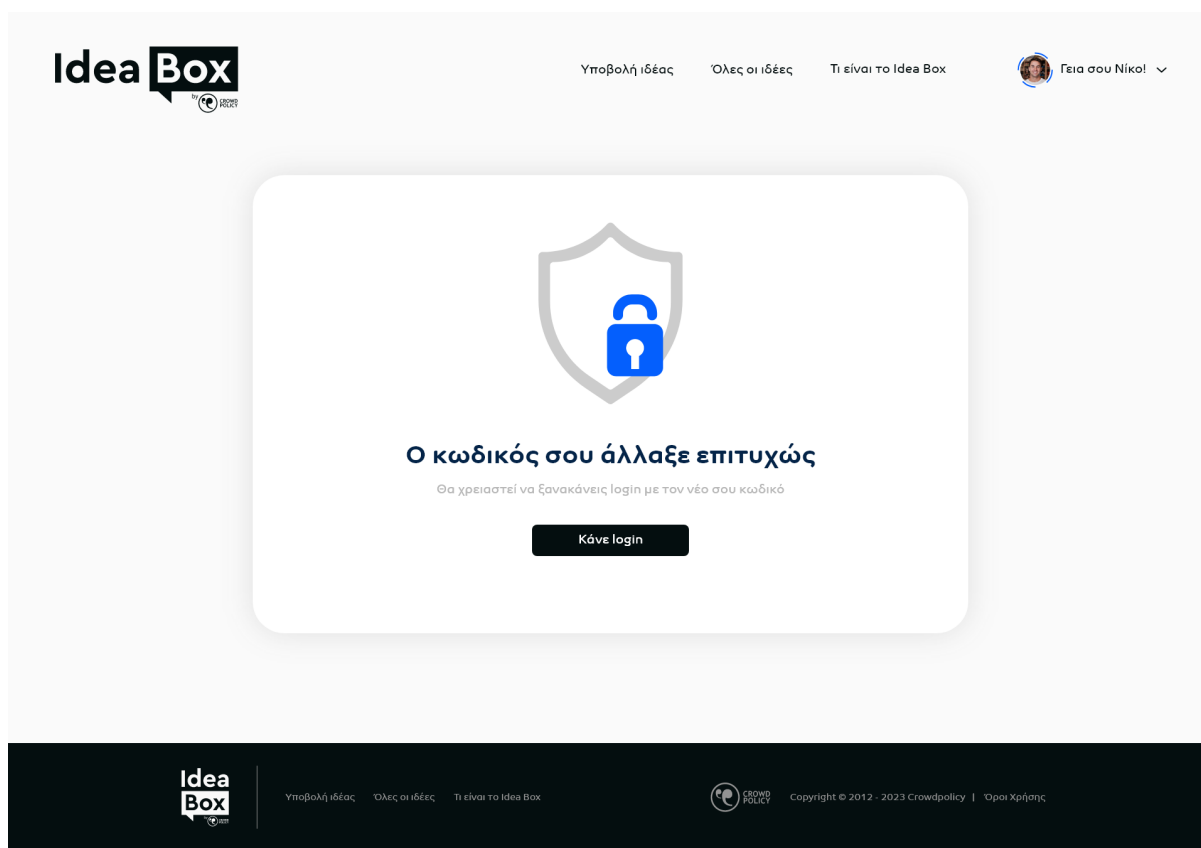 Idea Box
by CROWD POLICY
Υποβολή ιδέας Όλες οι ιδέες Τι είναι το Idea Box Γεια σου Νίκο!
Ο κωδικός σου άλλαξε επιτυχώς
Θα χρειαστεί να ξανακάνεις login με τον νέο σου κωδικό
Κάνε login
Idea
Box
Υποβολή ιδέας Όλες οι ιδέες Τι είναι το Idea Box
CROWD
POLICY
Copyright © 2012 - 2023 Crowdpolicy | Όροι Χρήσης